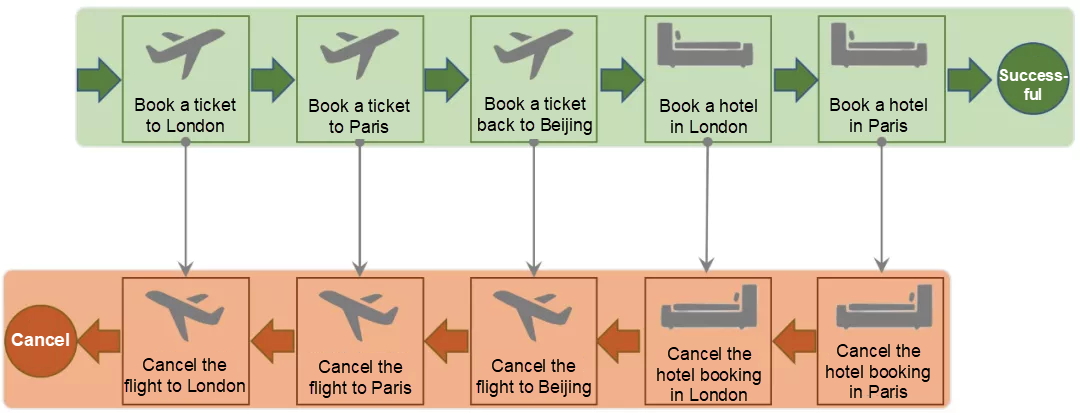 Book a ticket
to London
Book a ticket
to Paris
Book a ticket
back to Beijing
Book a hotel
in London
Book a hotel
in Paris
Success-
ful
Cancel
Cancel the
flight to London
Cancel the
flight to Paris
Cancel the
flight to Beijing
Cancel the
hotel booking
in London
Cancel the
hotel booking
in Paris